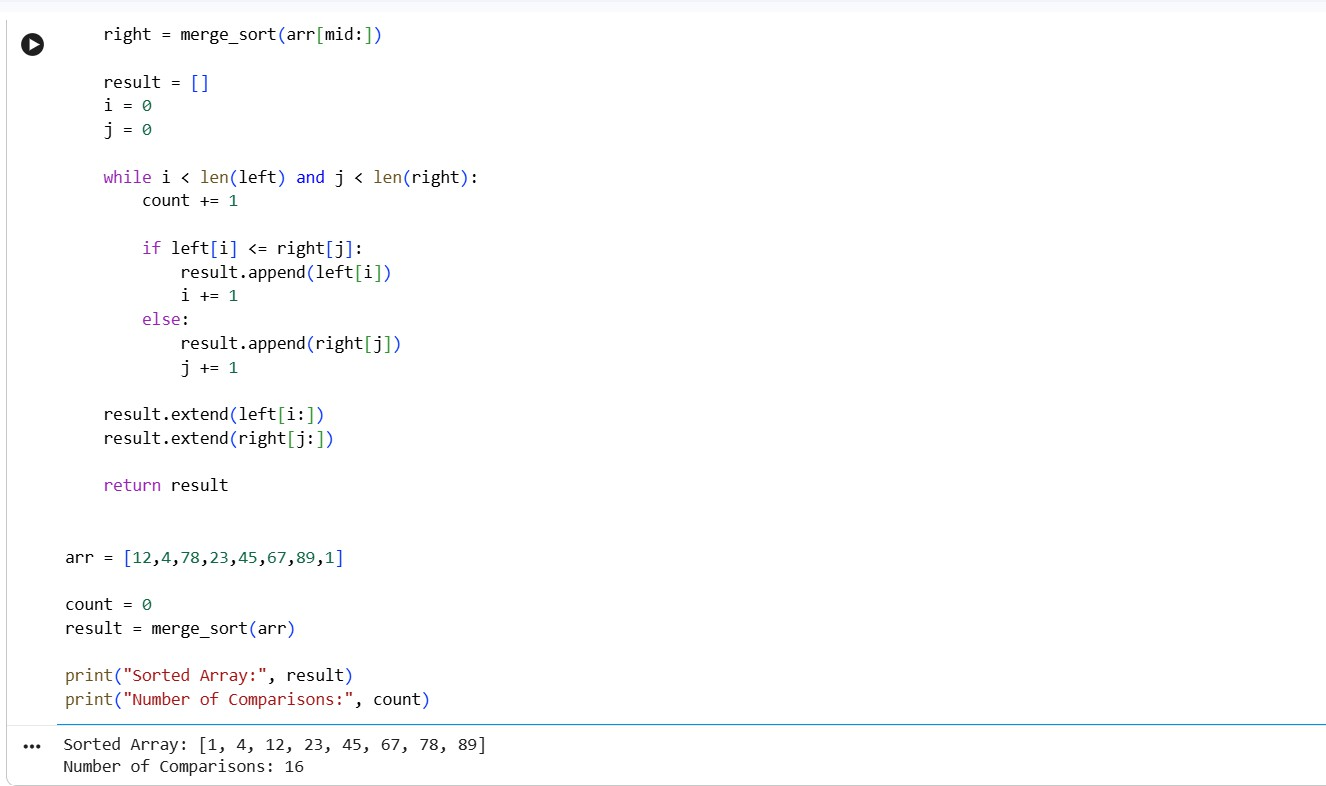 right = merge_sort(arr[mid:])
result = []
i = 0
j = 0
while i < len(left) and j < len(right):
count += 1
if left[i] <= right[j]:
result.append(left[i])
i += 1
else:
result.append(right[j])
j += 1
result.extend(left[i:])
result.extend(right[j:])
return result
arr = [12,4,78,23,45,67,89,1]
count = 0
result = merge_sort(arr)
print("Sorted Array:", result)
print("Number of Comparisons:", count)
Sorted Array: [1, 4, 12, 23, 45, 67, 78, 89]
Number of Comparisons: 16